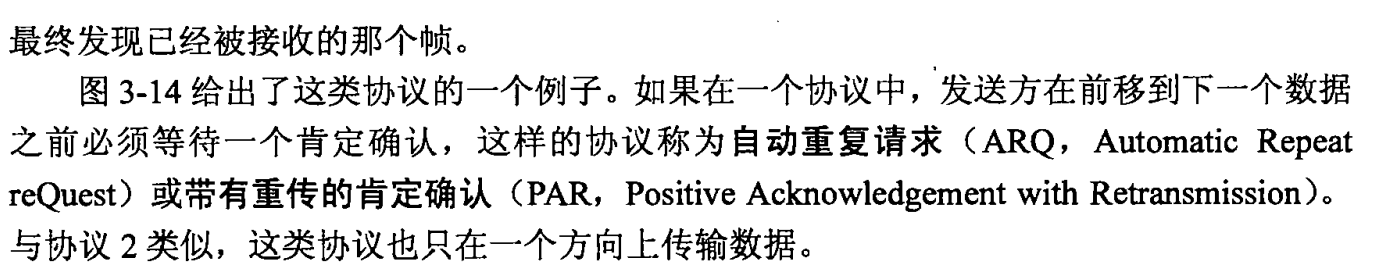 最终发现已经被接收的那个帧。
图 3-14 给出了这类协议的一个例子。如果在一个协议中，发送方在前移到下一个数据
之前必须等待一个肯定确认，这样的协议称为自动重复请求（ARQ，Automatic Repeat
reQuest）或带有重传的肯定确认（PAR，Positive Acknowledgement with Retransmission）。
与协议 2 类似，这类协议也只在一个方向上传输数据。